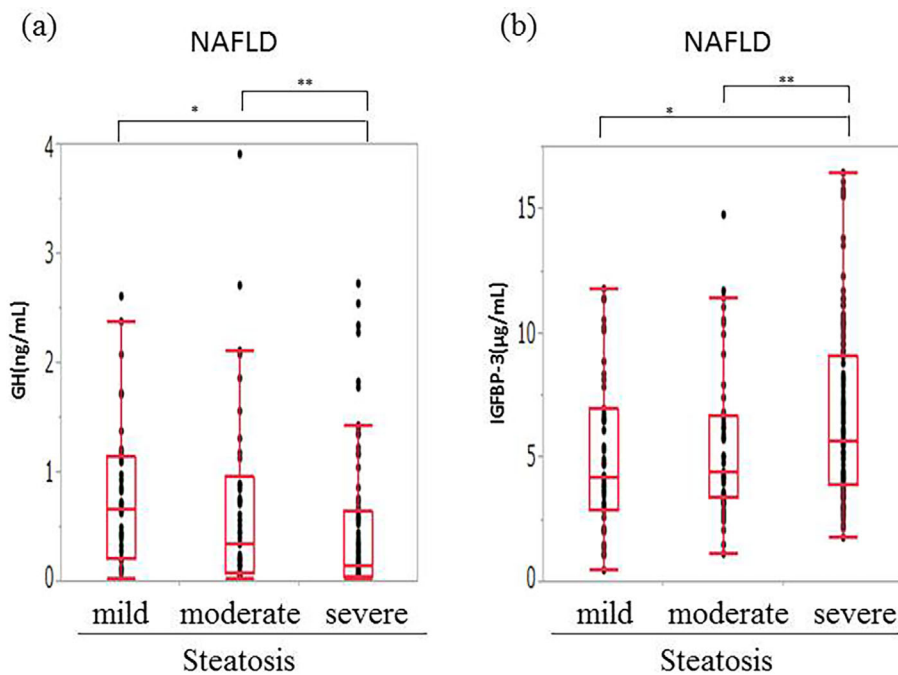 (a)
NAFLD
*
**
GH(ng/mL)
4
3
2
1
0
mild moderate severe
Steatosis
(b)
NAFLD
*
**
IGFBP-3(µg/mL)
15
10
5
0
mild moderate severe
Steatosis